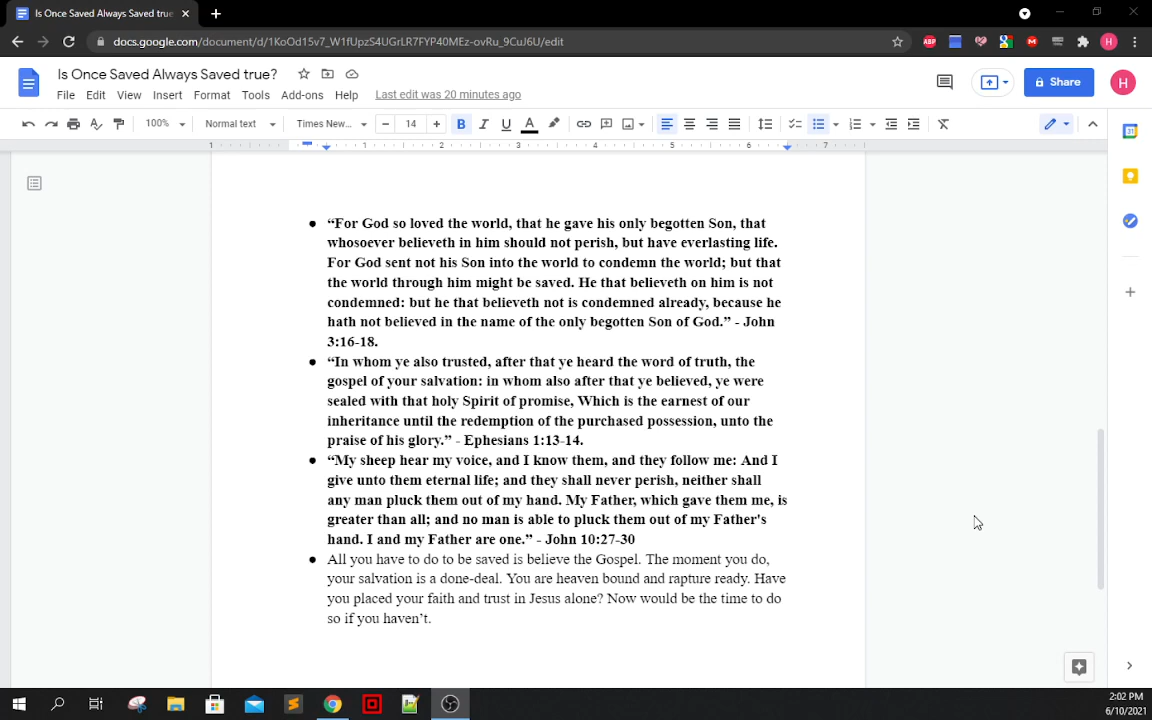 Is Once Saved Always Saved true
docs.google.com/document/d/1KoOd15v7_W1fUpzS4UGrLR7FYP40MEz-ovRu_9CuJ6U/edit
ABP
H
Is Once Saved Always Saved true?
File Edit View Insert Format Tools Add-ons Help Last edit was 20 minutes ago
Share
H
100% Normal text Times New... 14 B I U A
1 1 2 3 4 5 6 7
31
● “For God so loved the world, that he gave his only begotten Son, that
whosoever believeth in him should not perish, but have everlasting life.
For God sent not his Son into the world to condemn the world; but that
the world through him might be saved. He that believeth on him is not
condemned: but he that believeth not is condemned already, because he
hath not believed in the name of the only begotten Son of God.” - John
3:16-18.
● “In whom ye also trusted, after that ye heard the word of truth, the
gospel of your salvation: in whom also after that ye believed, ye were
sealed with that holy Spirit of promise, Which is the earnest of our
inheritance until the redemption of the purchased possession, unto the
praise of his glory.” - Ephesians 1:13-14.
● “My sheep hear my voice, and I know them, and they follow me: And I
give unto them eternal life; and they shall never perish, neither shall
any man pluck them out of my hand. My Father, which gave them me, is
greater than all; and no man is able to pluck them out of my Father's
hand. I and my Father are one.” - John 10:27-30
● All you have to do to be saved is believe the Gospel. The moment you do,
your salvation is a done-deal. You are heaven bound and rapture ready. Have
you placed your faith and trust in Jesus alone? Now would be the time to do
so if you haven’t.
2:02 PM
6/10/2021